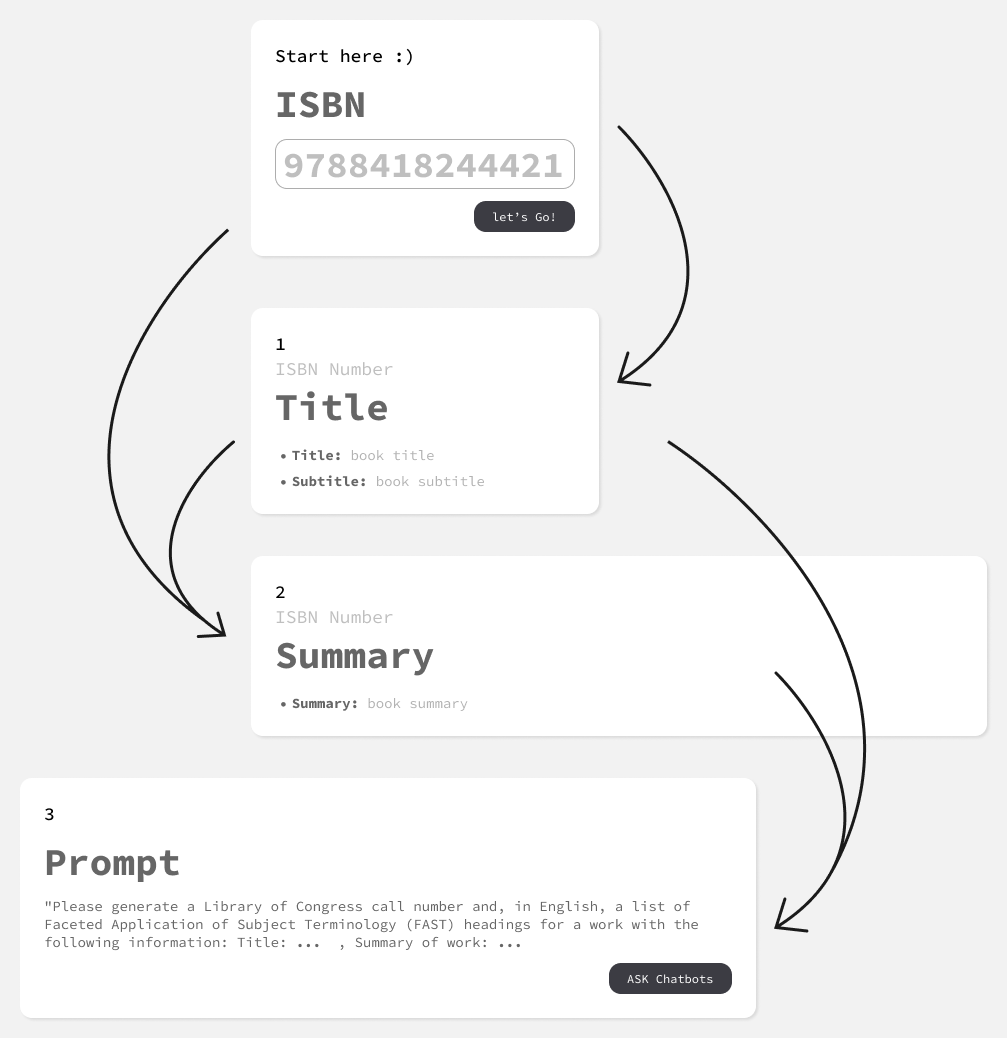 Start here :)
ISBN
9788418244421
let’s Go!
1
ISBN Number
Title
• Title: book title
• Subtitle: book subtitle
2
ISBN Number
Summary
• Summary: book summary
3
Prompt
"Please generate a Library of Congress call number and, in English, a list of
Faceted Application of Subject Terminology (FAST) headings for a work with the
following information: Title: ... , Summary of work: ...
ASK Chatbots